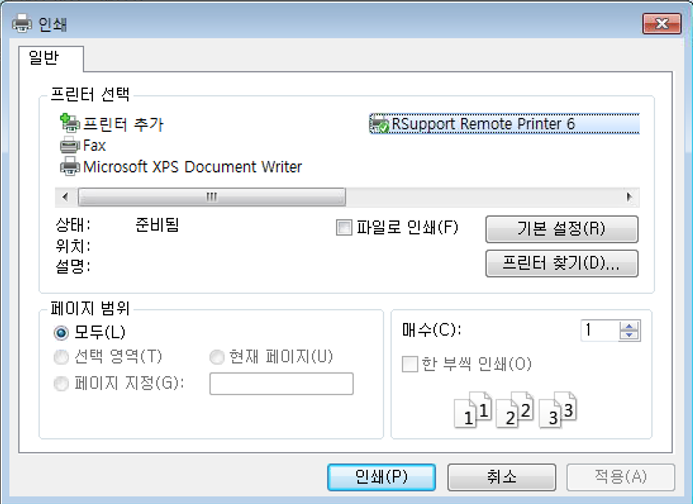 인쇄
일반
프린터 선택
프린터 추가
RSupport Remote Printer 6
Fax
Microsoft XPS Document Writer
상태: 준비됨
파일로 인쇄(F)
기본 설정(R)
위치:
설명:
프린터 찾기(D)...
페이지 범위
모두(L)
선택 영역(T) 현재 페이지(U)
페이지 지정(G):
매수(C): 1
한 부씩 인쇄(O)
1 1 2 2 3 3
인쇄(P) 취소 적용(A)